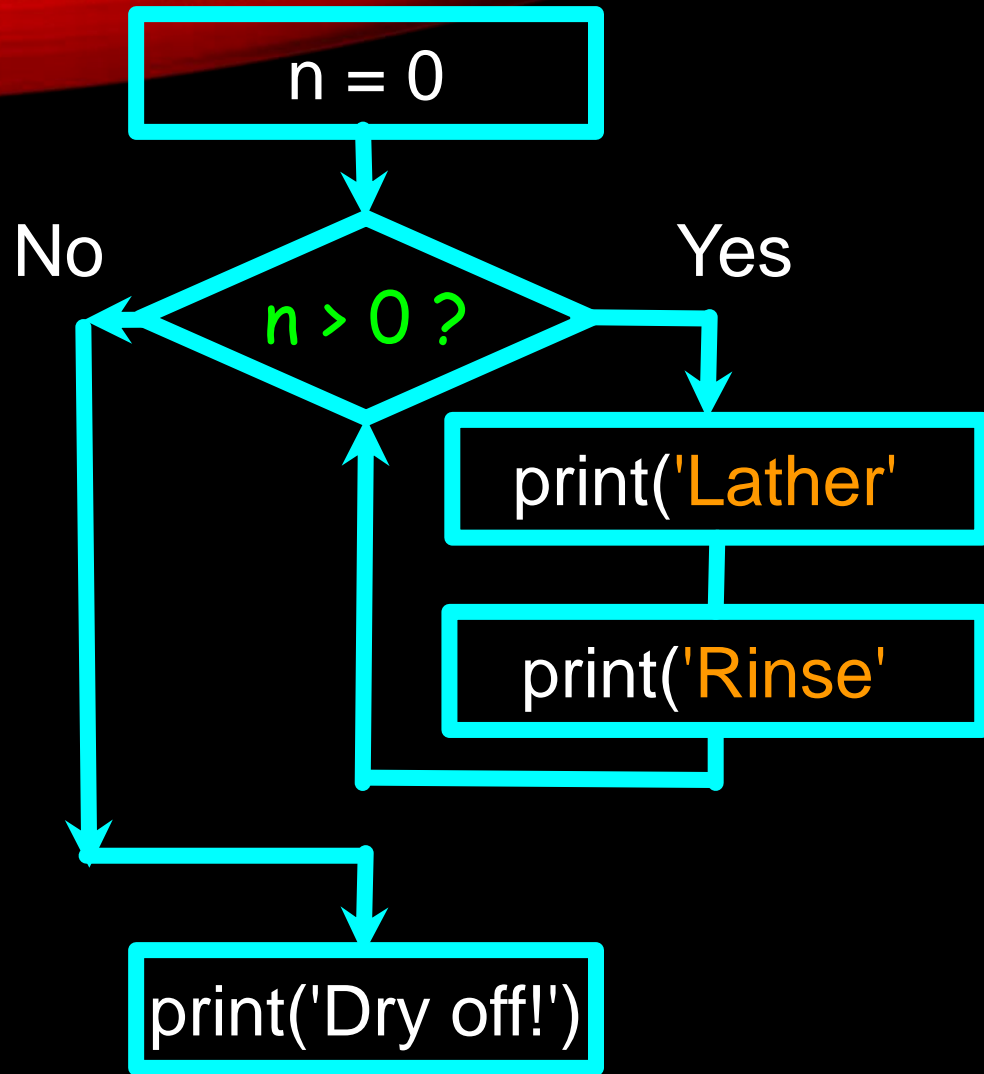 n = 0
No
Yes
n > 0 ?
print('Lather'
print('Rinse'
print('Dry off!')